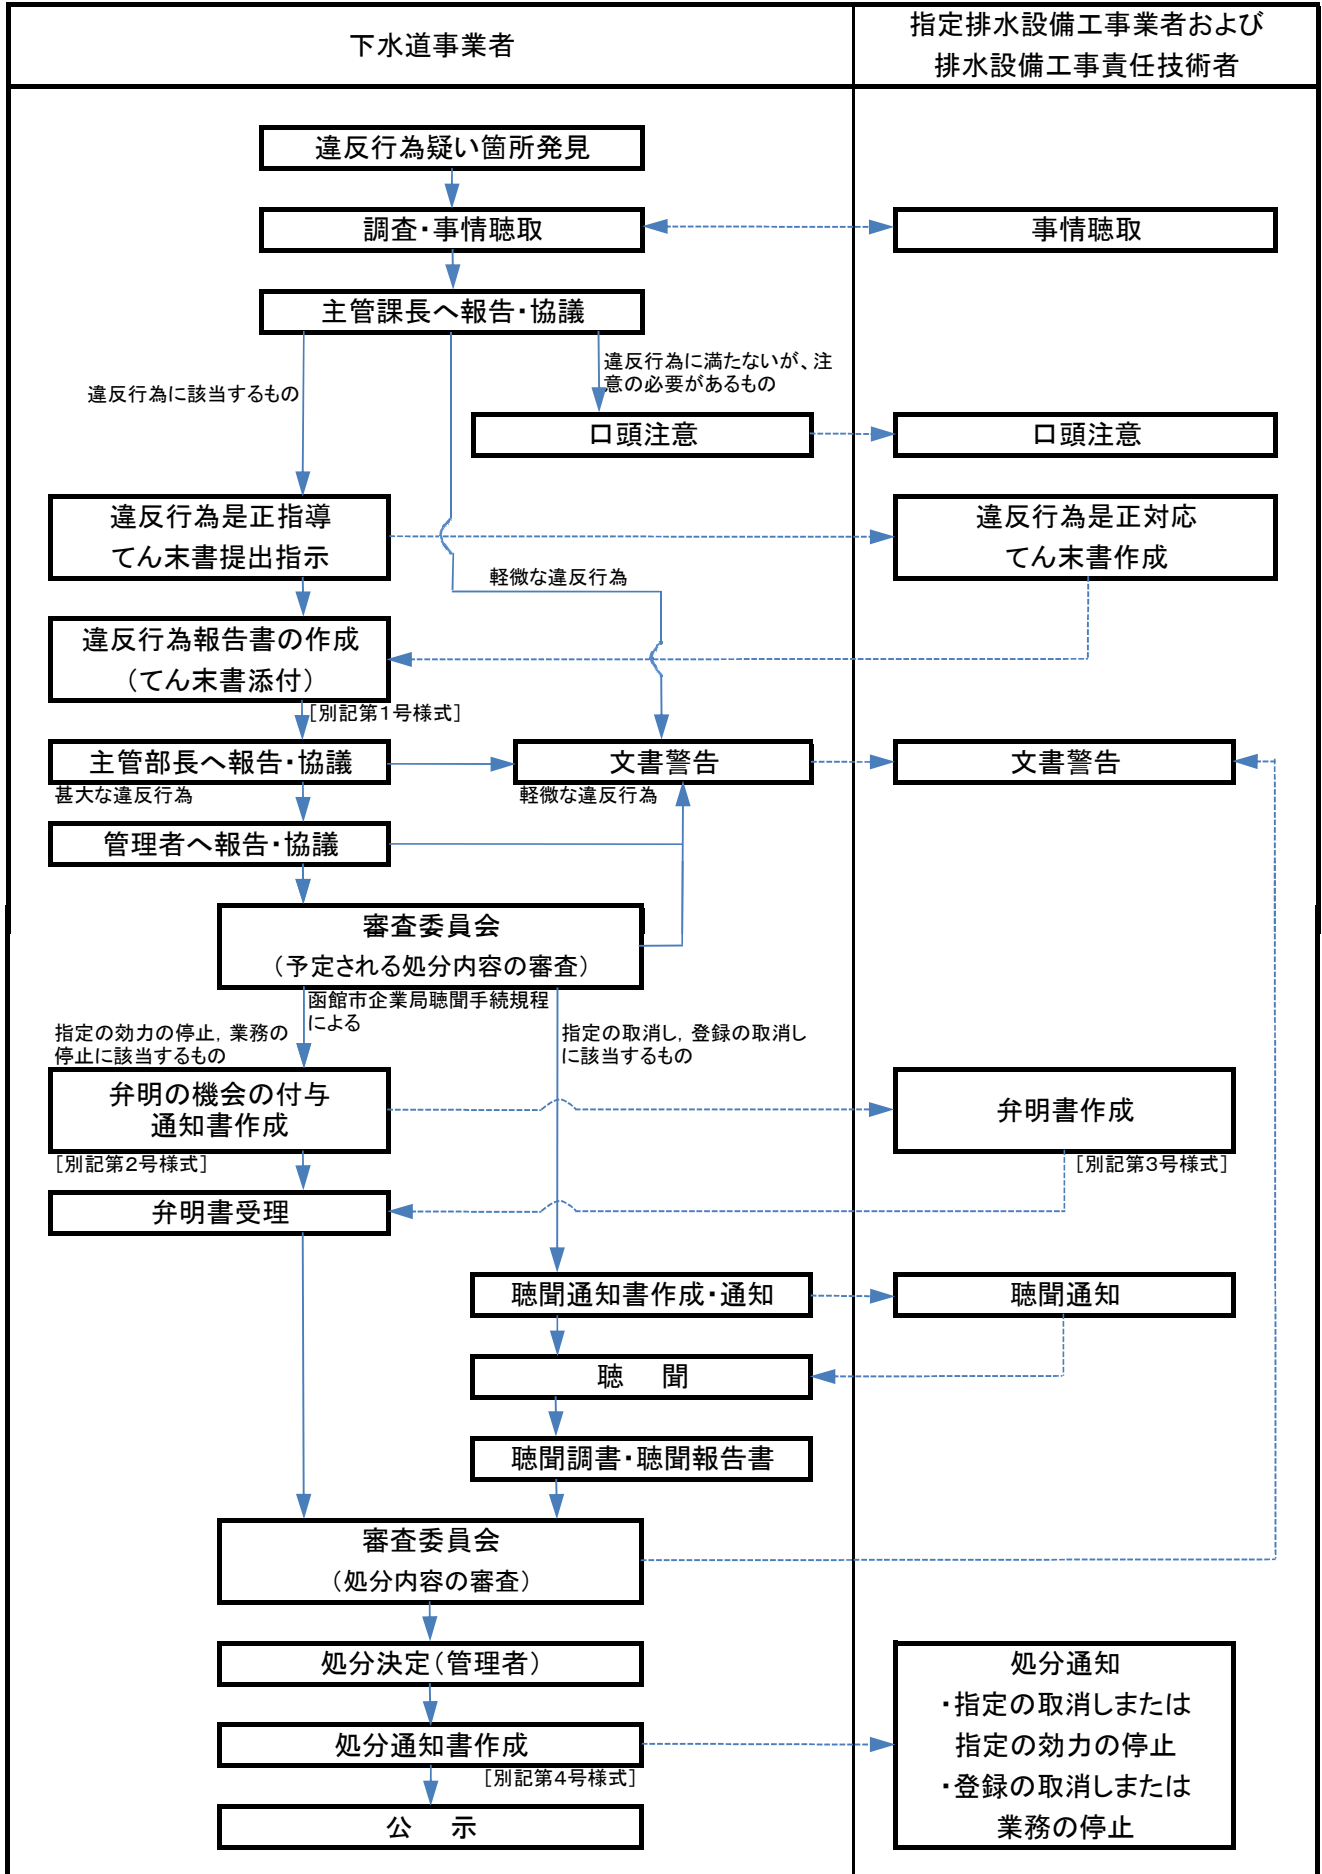 下水道事業者
指定排水設備工事業者および
排水設備工事責任技術者
違反行為疑い箇所発見
調査・事情聴取
事情聴取
主管課長へ報告・協議
違反行為に満たないが、注
意の必要があるもの
違反行為に該当するもの
口頭注意
口頭注意
違反行為是正指導
てん末書提出指示
違反行為是正対応
てん末書作成
軽微な違反行為
違反行為報告書の作成
（てん末書添付）
［別記第1号様式］
主管部長へ報告・協議
文書警告
文書警告
甚大な違反行為
軽微な違反行為
管理者へ報告・協議
審査委員会
（予定される処分内容の審査）
函館市企業局聴聞手続規程
による
指定の効力の停止，業務の
停止に該当するもの
指定の取消し，登録の取消し
に該当するもの
弁明の機会の付与
通知書作成
弁明書作成
［別記第2号様式］
［別記第3号様式］
弁明書受理
聴聞通知書作成・通知
聴聞通知
聴　聞
聴聞調書・聴聞報告書
審査委員会
（処分内容の審査）
処分決定（管理者）
処分通知書作成
［別記第4号様式］
公　示
処分通知
・指定の取消しまたは
指定の効力の停止
・登録の取消しまたは
業務の停止